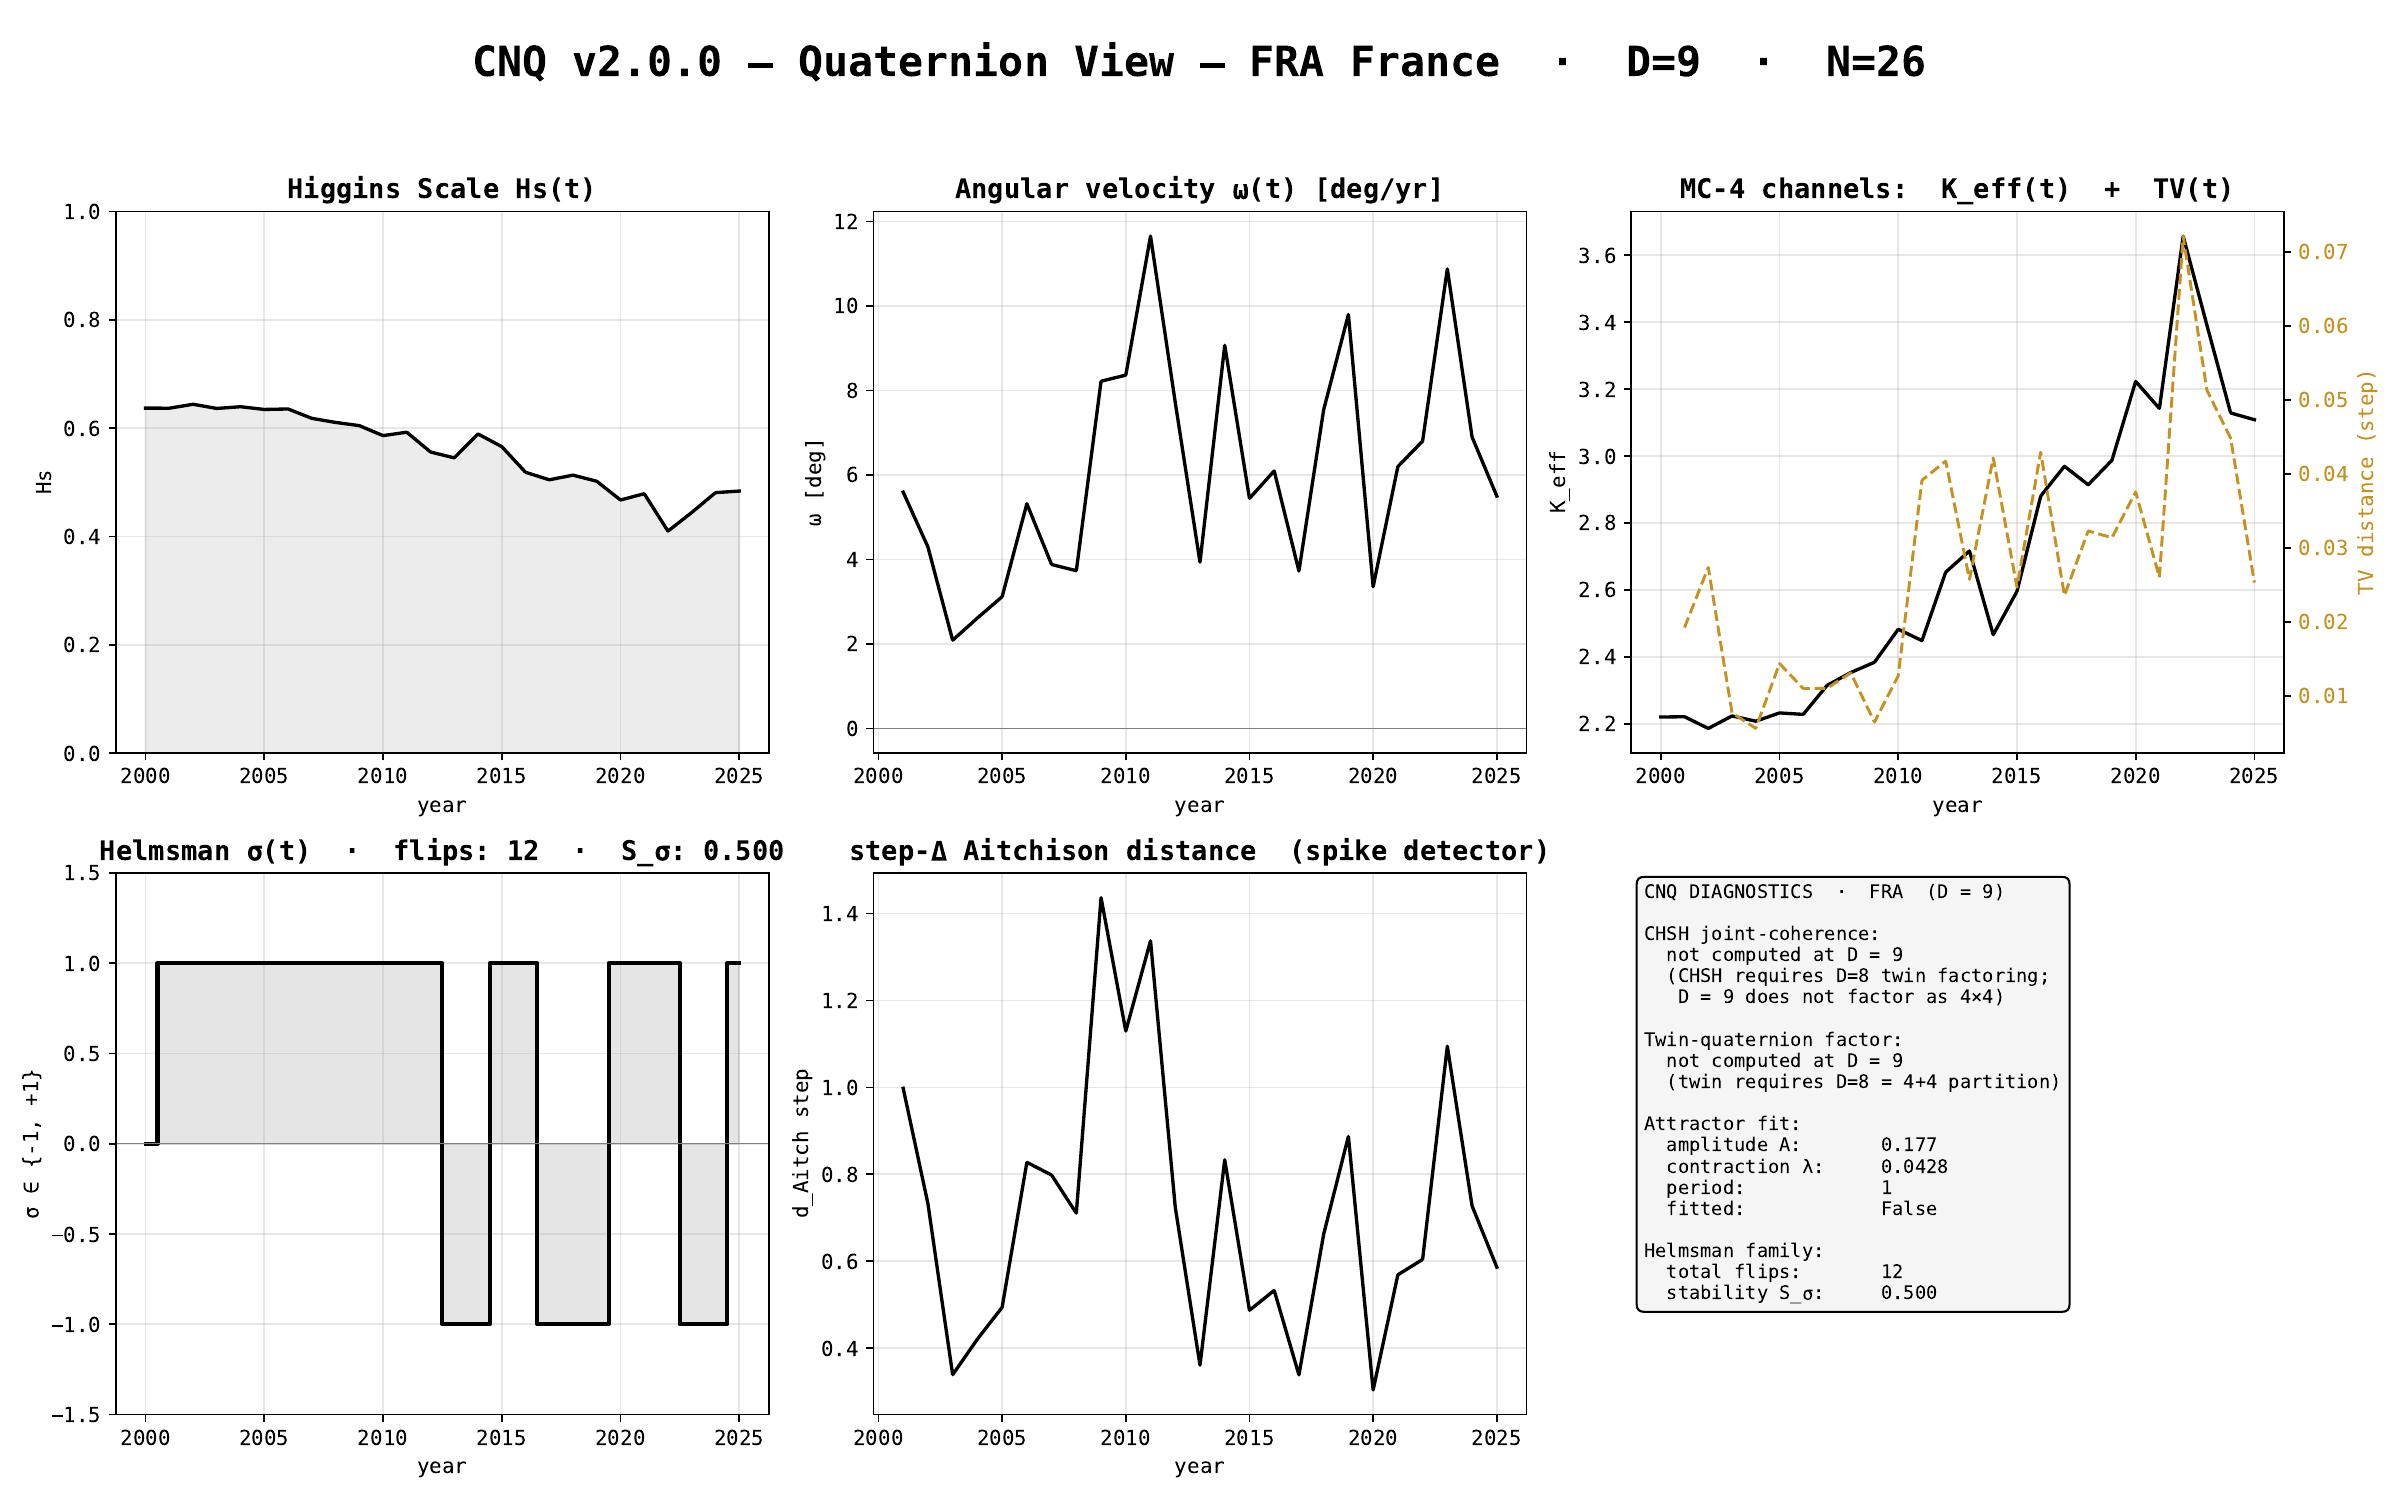 CNQ v2.0.0 — Quaternion View — FRA France · D=9 · N=26
Higgins Scale Hs(t)
1.0
0.8
0.6
0.4
0.2
0.0
Hs
2000 2005 2010 2015 2020 2025
year
Angular velocity ω(t) [deg/yr]
12
10
8
6
4
2
0
ω [deg]
2000 2005 2010 2015 2020 2025
year
MC-4 channels: K_eff(t) + TV(t)
3.6
3.4
3.2
3.0
2.8
2.6
2.4
2.2
K_eff
0.07
0.06
0.05
0.04
0.03
0.02
0.01
TV distance (step)
2000 2005 2010 2015 2020 2025
year
Helmsman σ(t) · flips: 12 · S_σ: 0.500
1.5
1.0
0.5
0.0
−0.5
−1.0
−1.5
σ ∈ {-1, +1}
2000 2005 2010 2015 2020 2025
year
step-Δ Aitchison distance (spike detector)
1.4
1.2
1.0
0.8
0.6
0.4
d_Aitch step
2000 2005 2010 2015 2020 2025
year
CNQ DIAGNOSTICS · FRA (D = 9)
CHSH joint-coherence:
not computed at D = 9
(CHSH requires D=8 twin factoring;
D = 9 does not factor as 4×4)
Twin-quaternion factor:
not computed at D = 9
(twin requires D=8 = 4+4 partition)
Attractor fit:
amplitude A: 0.177
contraction λ: 0.0428
period: 1
fitted: False
Helmsman family:
total flips: 12
stability S_σ: 0.500